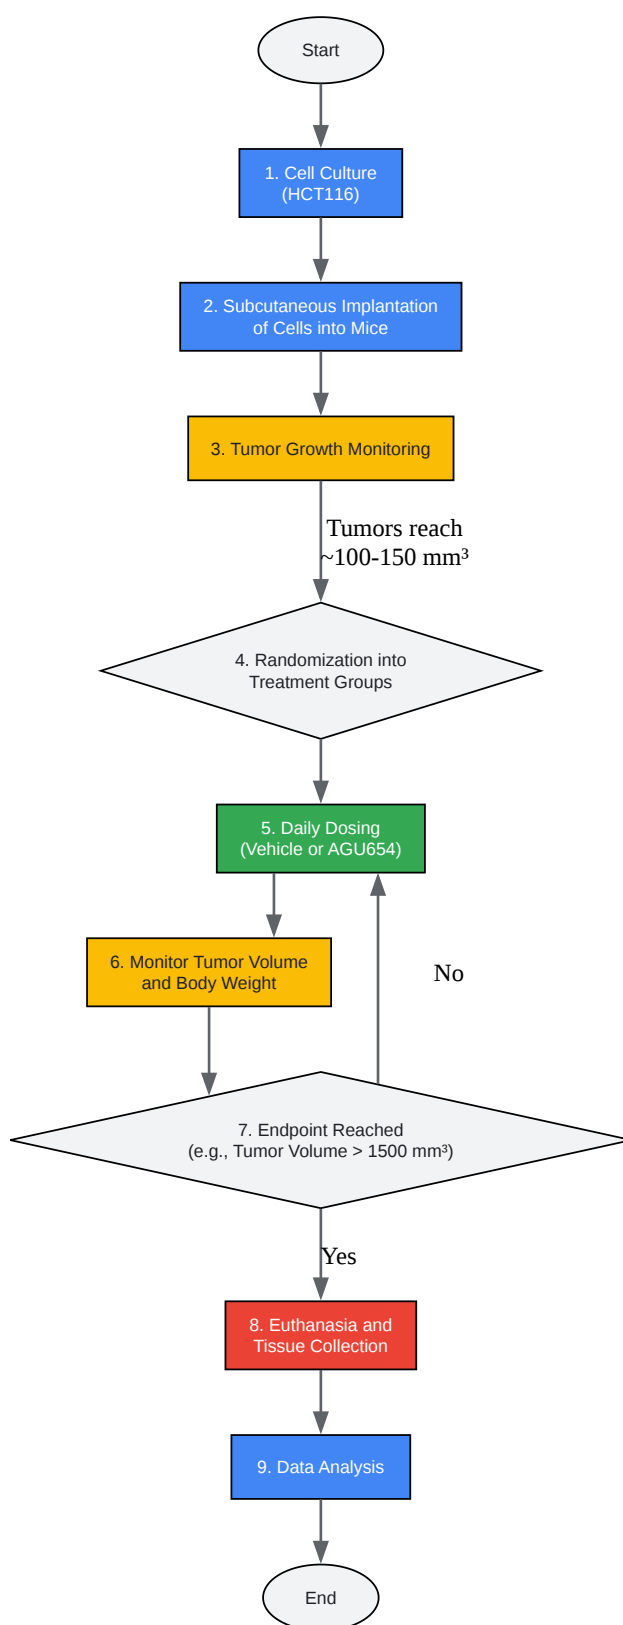 Start
1. Cell Culture
(HCT116)
2. Subcutaneous Implantation
of Cells into Mice
3. Tumor Growth Monitoring
Tumors reach
~100-150 mm³
4. Randomization into
Treatment Groups
5. Daily Dosing
(Vehicle or AGU654)
6. Monitor Tumor Volume
and Body Weight
No
7. Endpoint Reached
(e.g., Tumor Volume > 1500 mm³)
Yes
8. Euthanasia and
Tissue Collection
9. Data Analysis
End